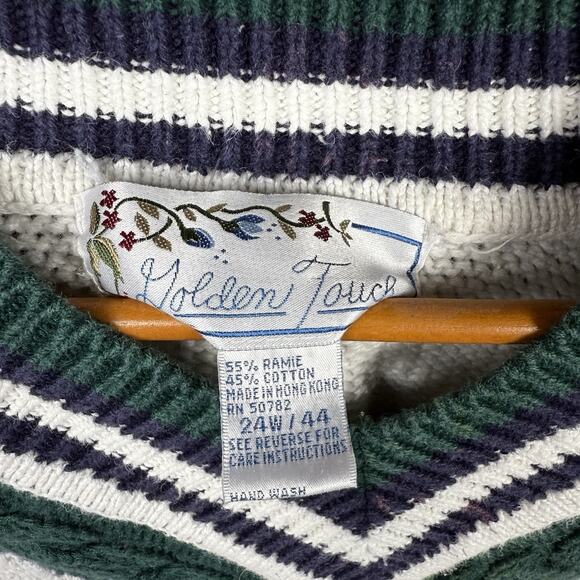 Golden Touch
55% RAMIE
45% COTTON
MADE IN HONG KONG
RN 50782
24W/44
SEE REVERSE FOR
CARE INSTRUCTIONS
HAND WASH